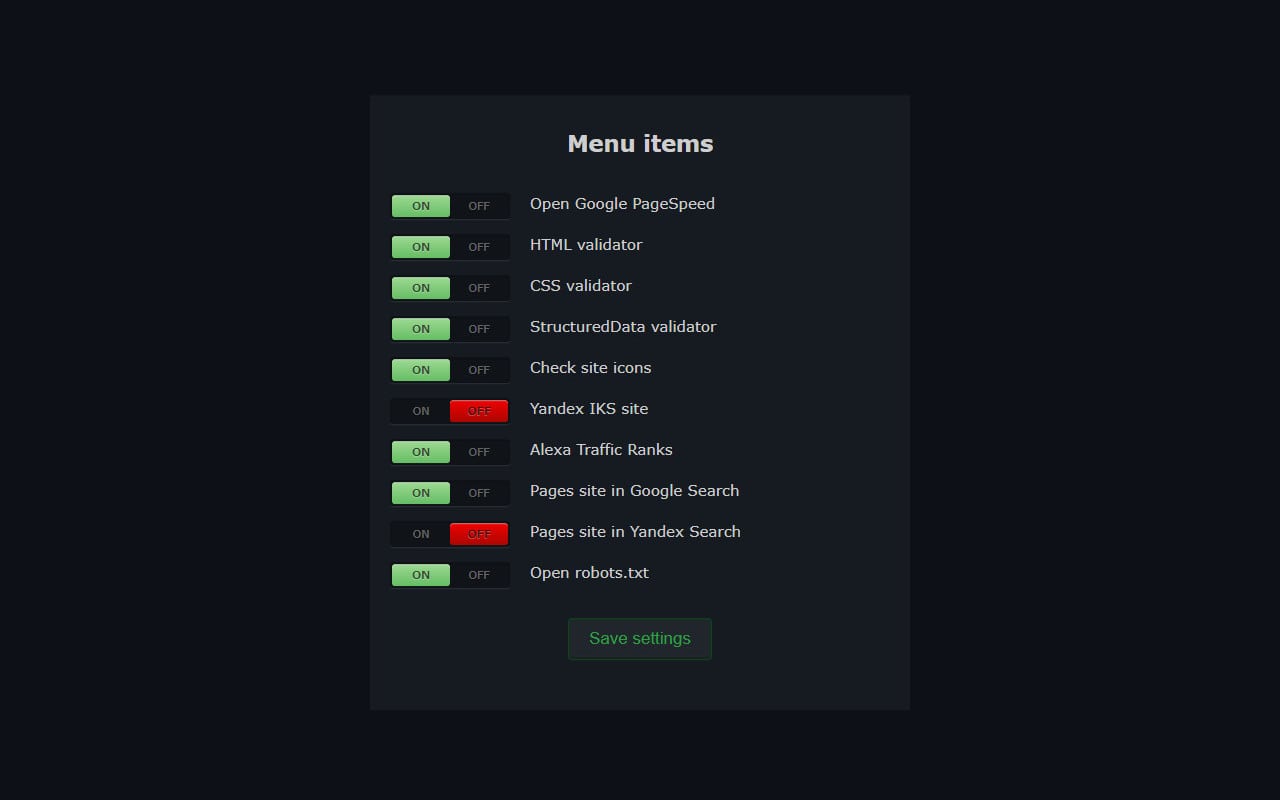 Menu items
ON OFF Open Google PageSpeed
ON OFF HTML validator
ON OFF CSS validator
ON OFF StructuredData validator
ON OFF Check site icons
ON OFF Yandex IKS site
ON OFF Alexa Traffic Ranks
ON OFF Pages site in Google Search
ON OFF Pages site in Yandex Search
ON OFF Open robots.txt
Save settings